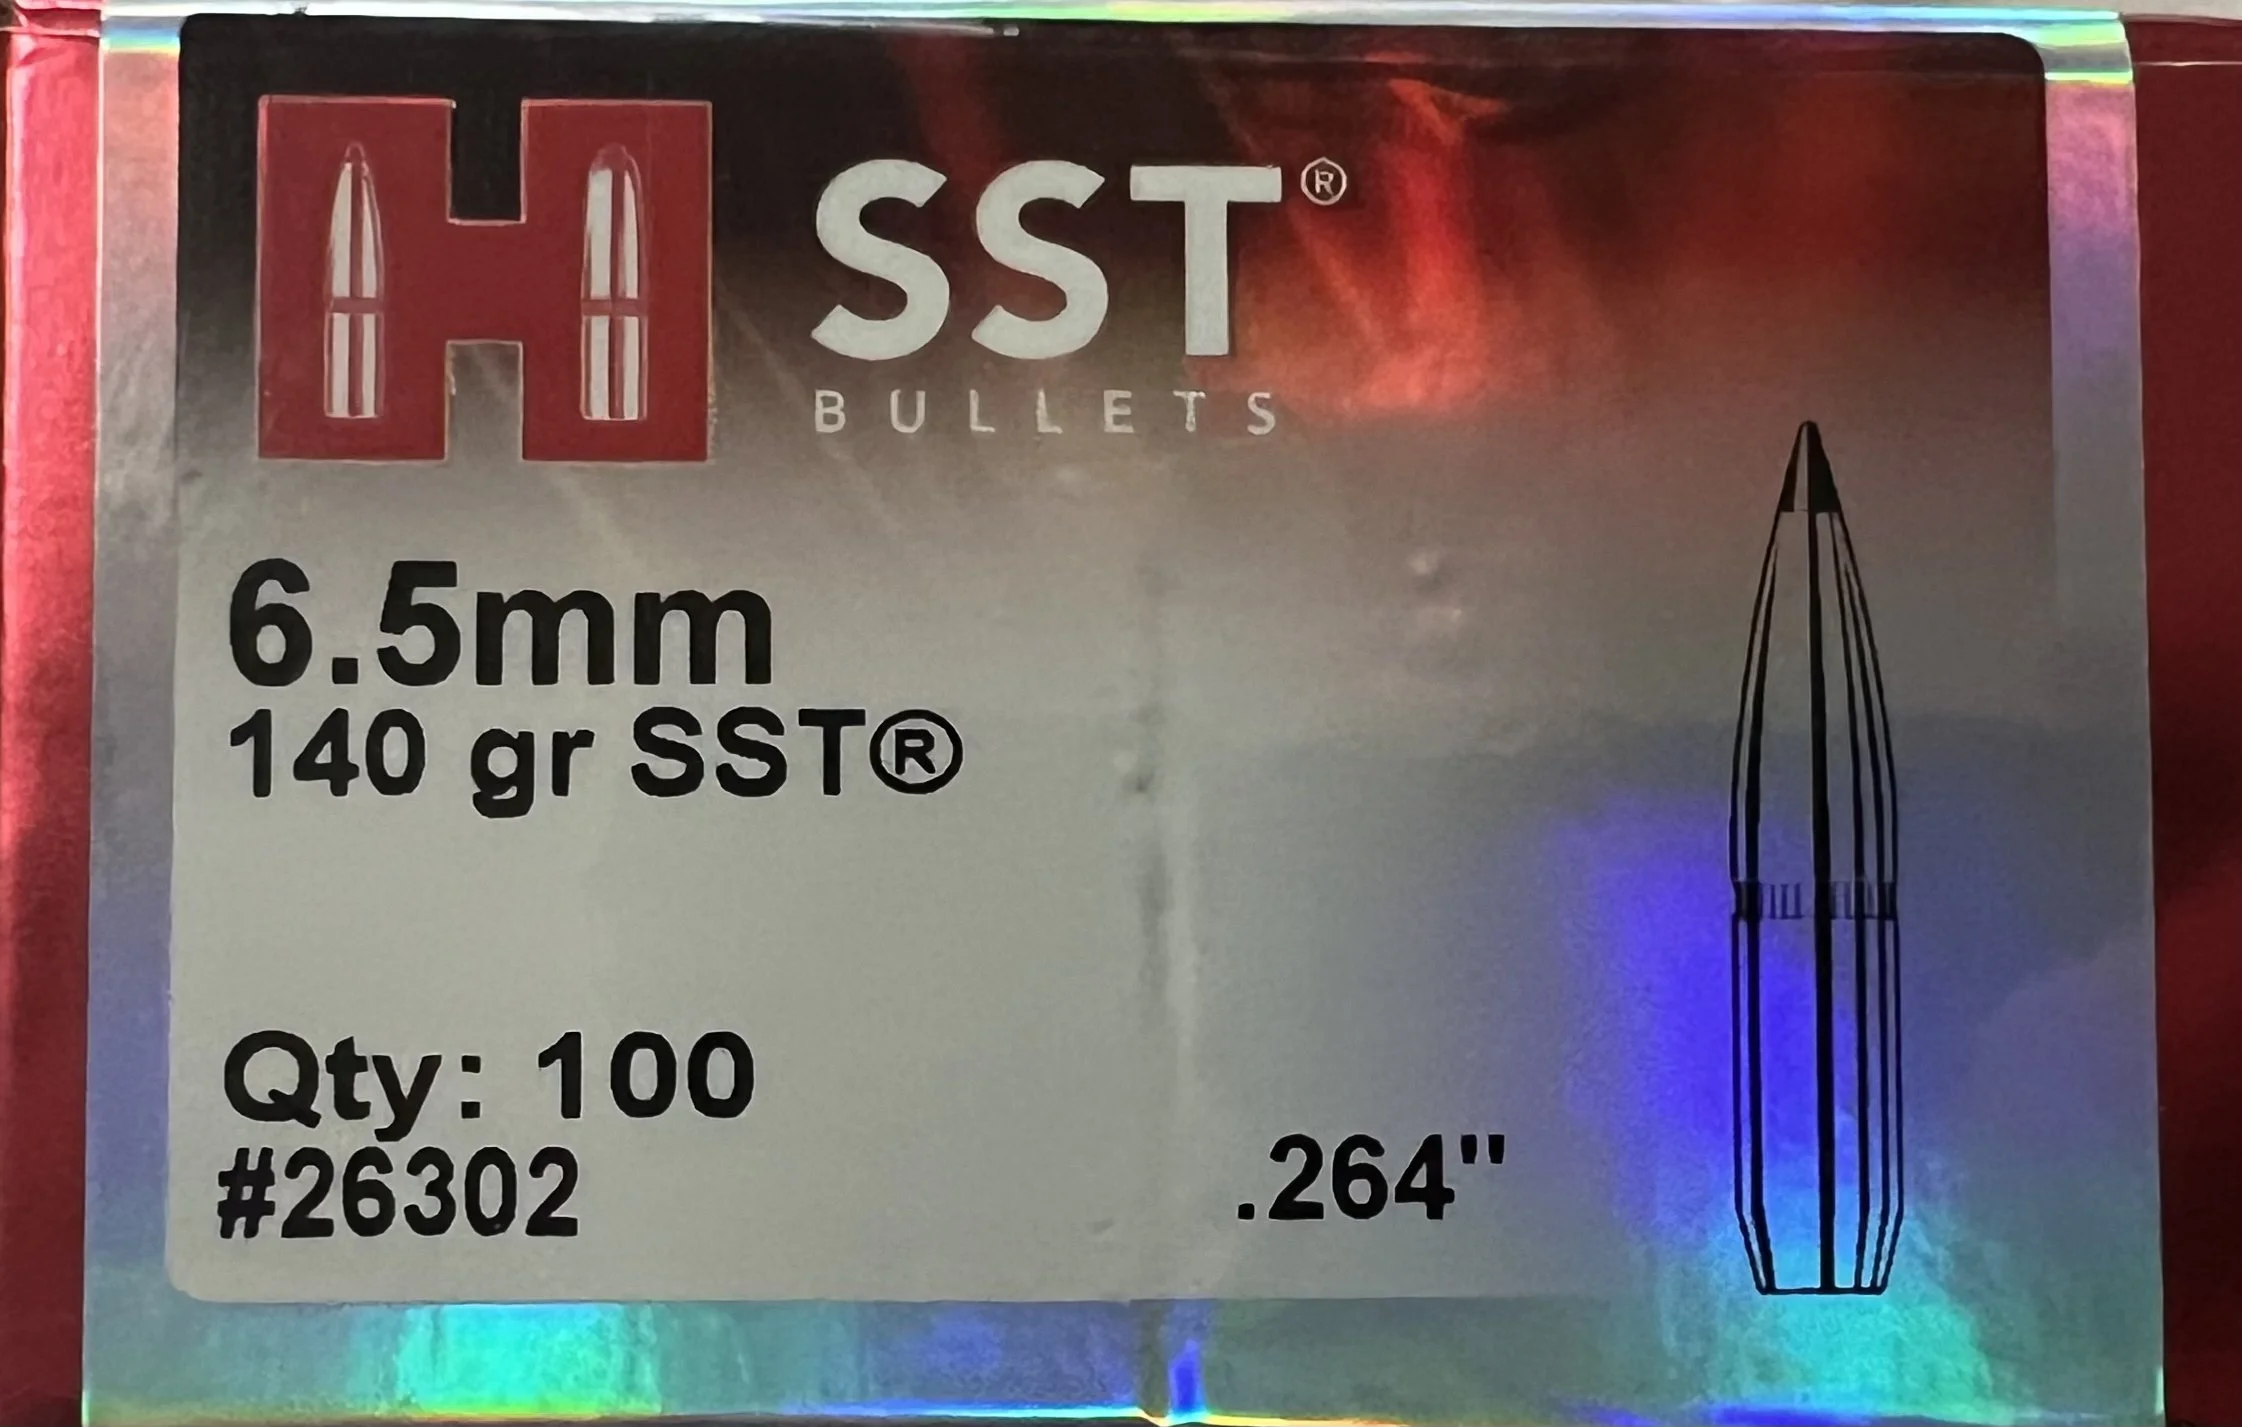 H SST®
BULLETS
6.5mm
140 gr SST®
Qty: 100
#26302
.264"